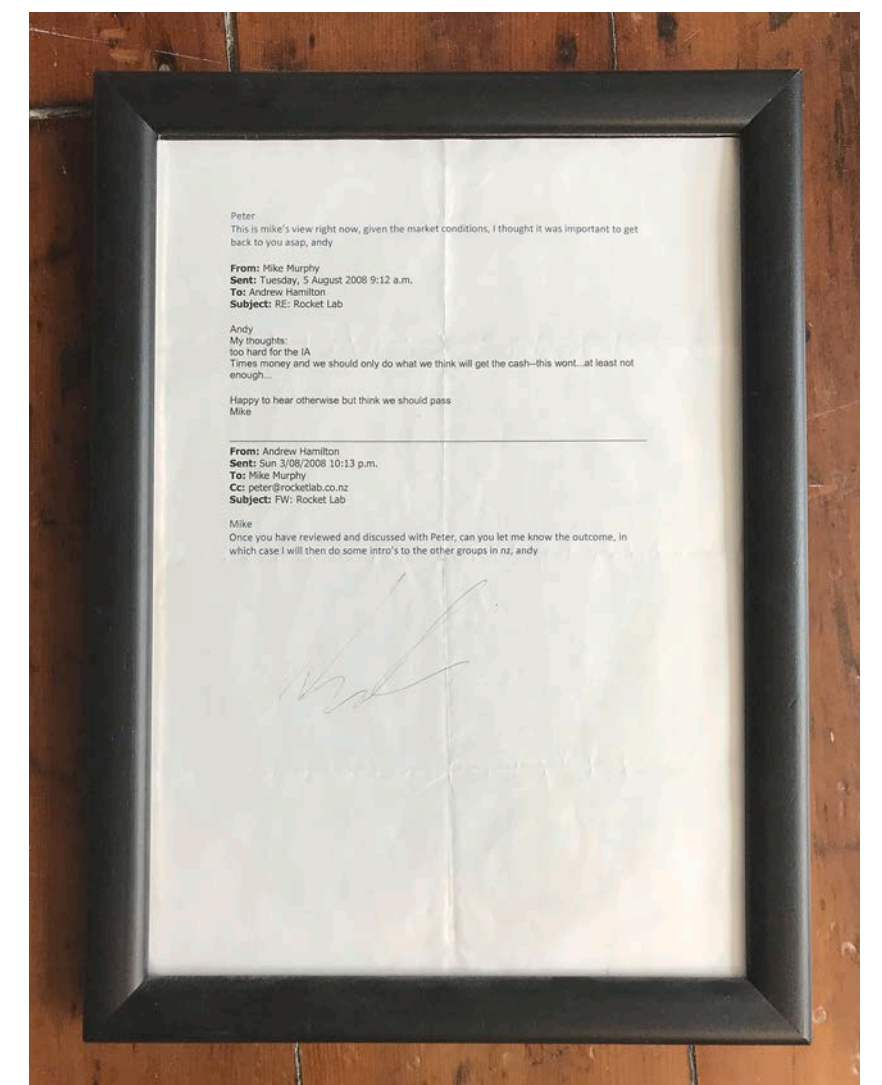 Peter
This is mike's view right now, given the market conditions, I thought it was important to get
back to you asap, andy
From: Mike Murphy
Sent: Tuesday, 5 August 2008 9:12 a.m.
To: Andrew Hamilton
Subject: RE: Rocket Lab
Andy
My thoughts:
too hard for the IA
Times money and we should only do what we think will get the cash--this wont...at least not
enough...
Happy to hear otherwise but think we should pass
Mike
From: Andrew Hamilton
Sent: Sun 3/08/2008 10:13 p.m.
To: Mike Murphy
Cc: peter@rocketlab.co.nz
Subject: FW: Rocket Lab
Mike
Once you have reviewed and discussed with Peter, can you let me know the outcome, in
which case I will then do some intro's to the other groups in nz, andy